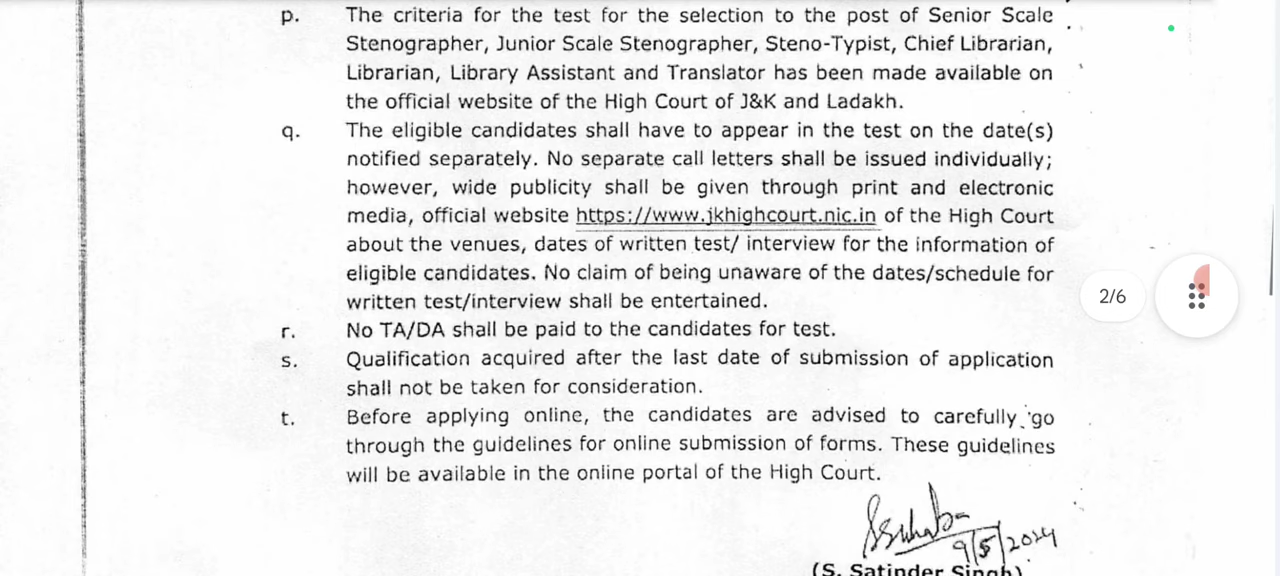 p. The criteria for the test for the selection to the post of Senior Scale
Stenographer, Junior Scale Stenographer, Steno-Typist, Chief Librarian,
Librarian, Library Assistant and Translator has been made available on
the official website of the High Court of J&K and Ladakh.
q. The eligible candidates shall have to appear in the test on the date(s)
notified separately. No separate call letters shall be issued individually;
however, wide publicity shall be given through print and electronic
media, official website https://www.jkhighcourt.nic.in of the High Court
about the venues, dates of written test/ interview for the information of
eligible candidates. No claim of being unaware of the dates/schedule for
written test/interview shall be entertained.
2/6
r. No TA/DA shall be paid to the candidates for test.
s. Qualification acquired after the last date of submission of application
shall not be taken for consideration.
t. Before applying online, the candidates are advised to carefully go
through the guidelines for online submission of forms. These guidelines
will be available in the online portal of the High Court.
9/5/2024
(S. Satinder Singh)